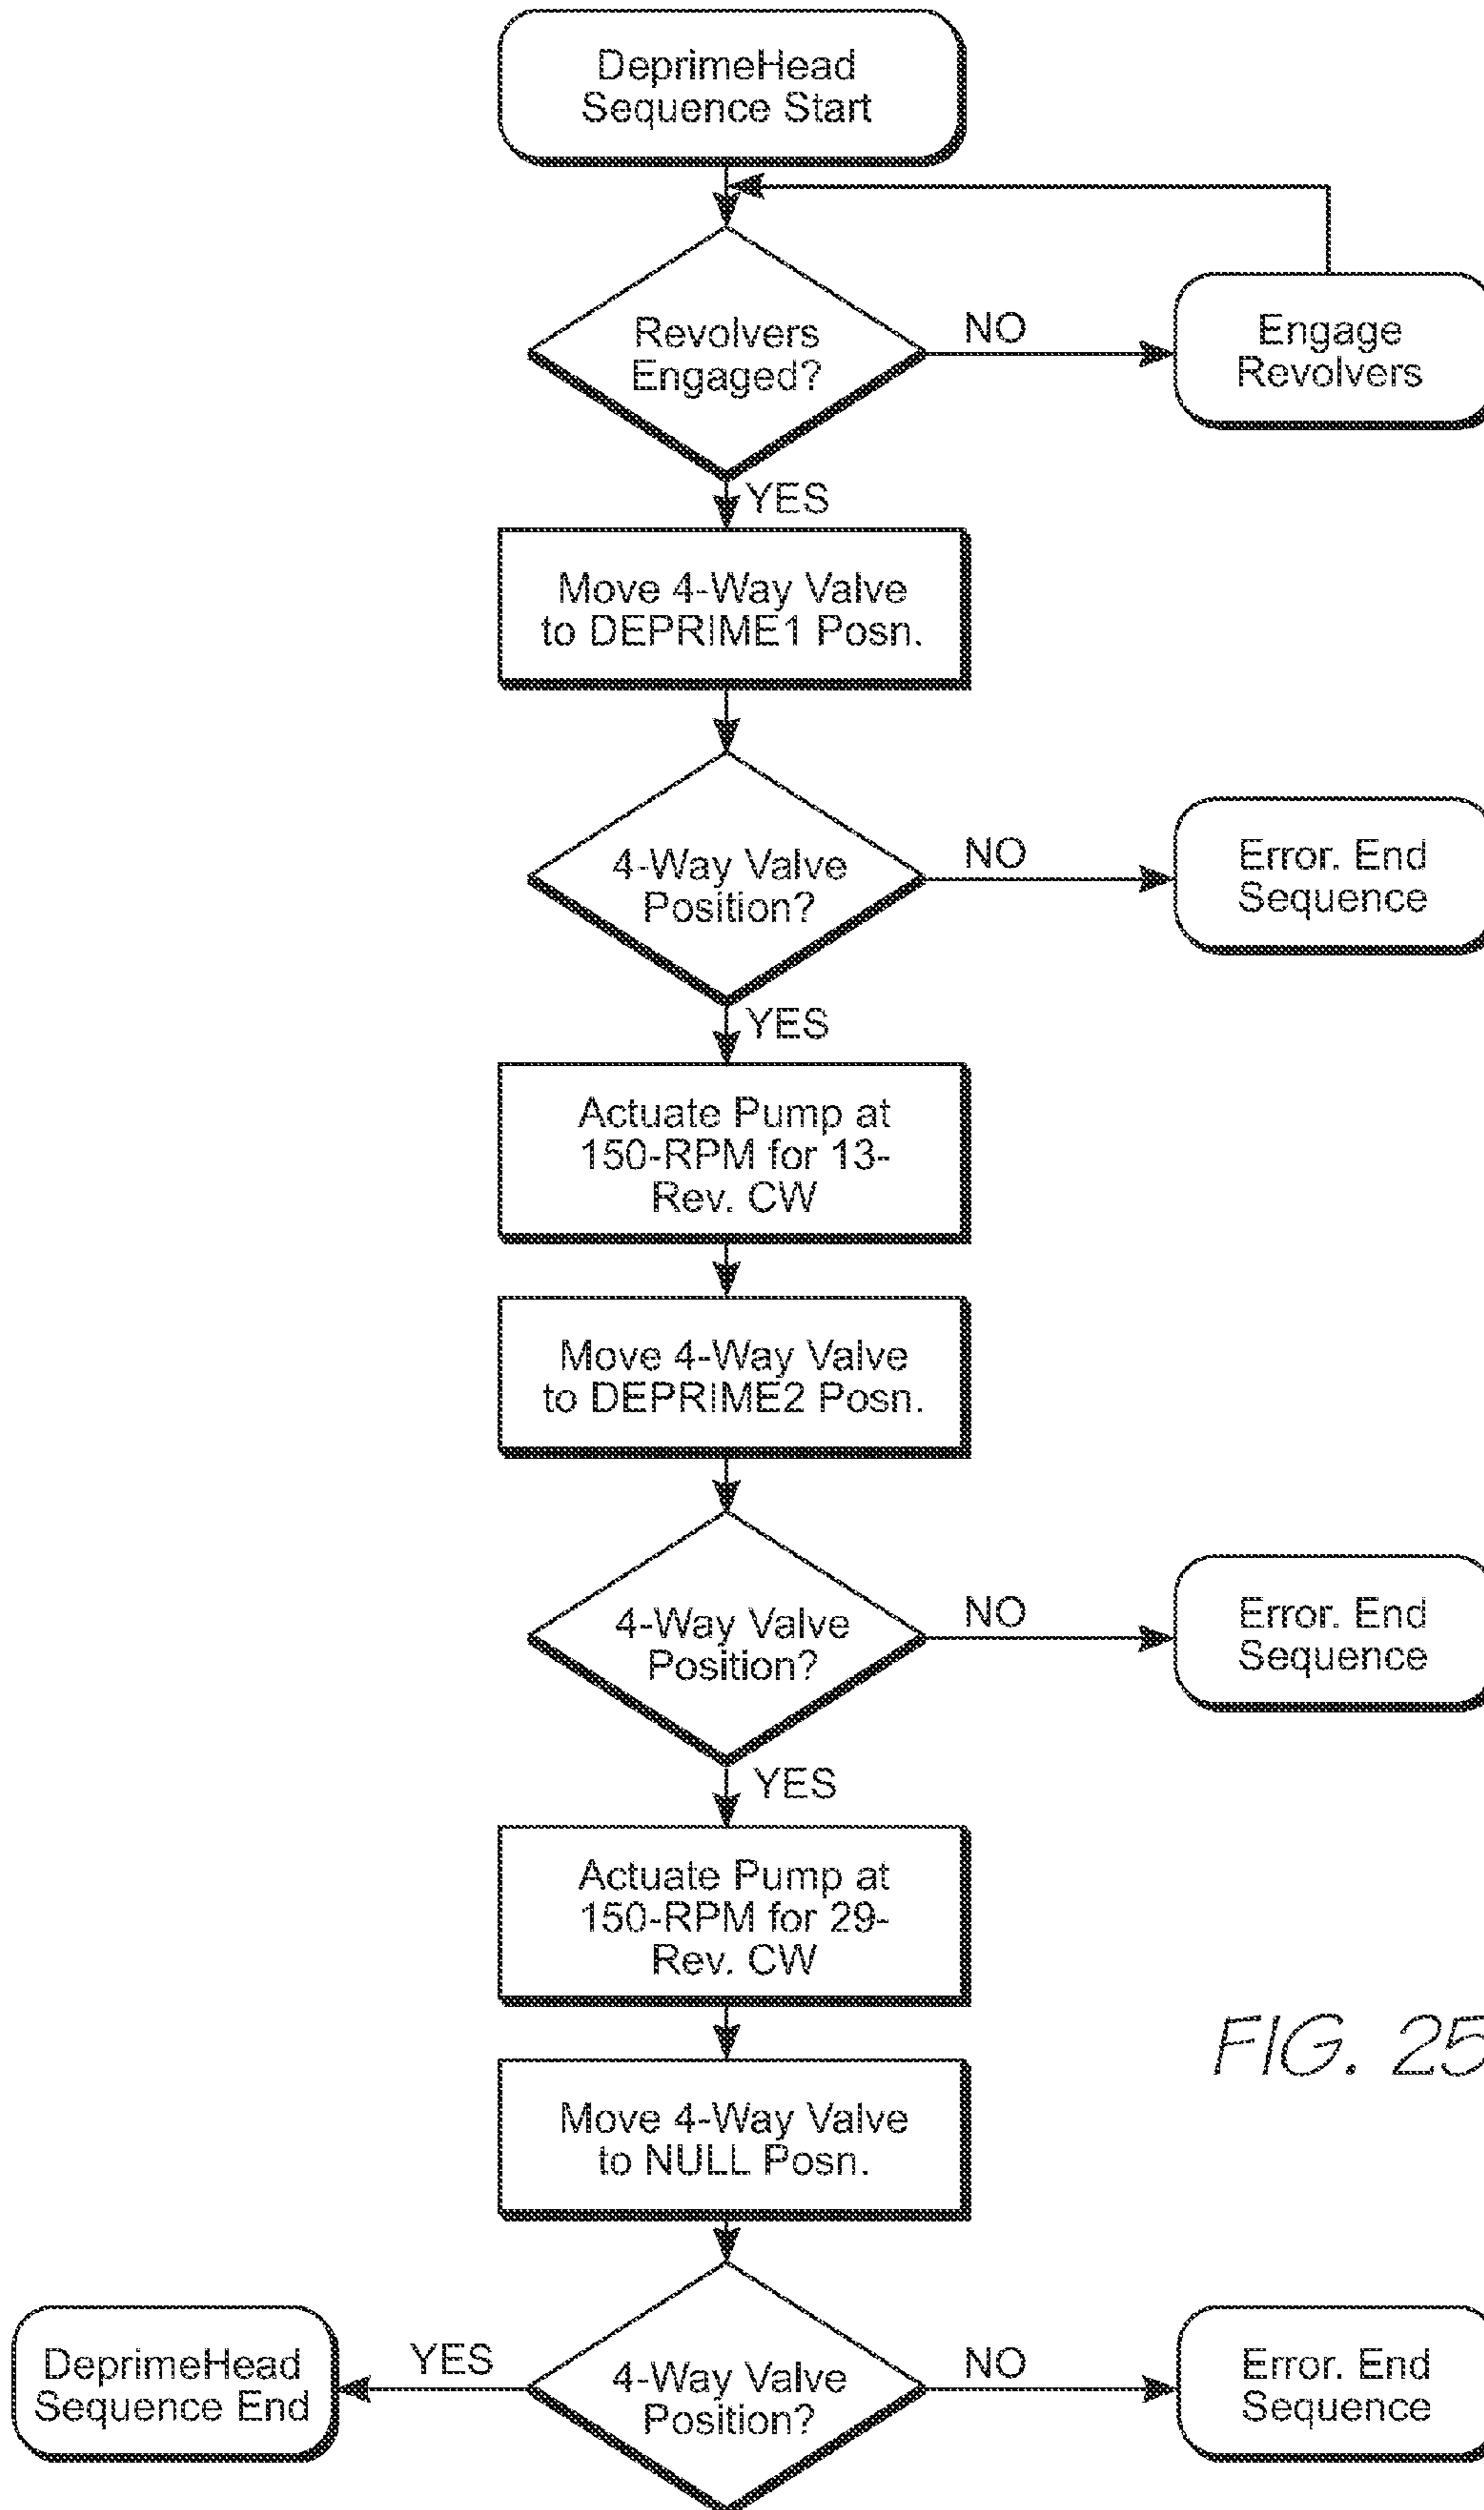 DeprimeHead
Sequence Start
Revolvers
Engaged?
NO
Engage
Revolvers
YES
Move 4-Way Valve
to DEPRIME1 Posn.
4-Way Valve
Position?
NO
Error. End
Sequence
YES
Actuate Pump at
150-RPM for 13-
Rev. CW
Move 4-Way Valve
to DEPRIME2 Posn.
4-Way Valve
Position?
NO
Error. End
Sequence
YES
Actuate Pump at
150-RPM for 29-
Rev. CW
FIG. 25
Move 4-Way Valve
to NULL Posn.
4-Way Valve
Position?
YES
DeprimeHead
Sequence End
NO
Error. End
Sequence